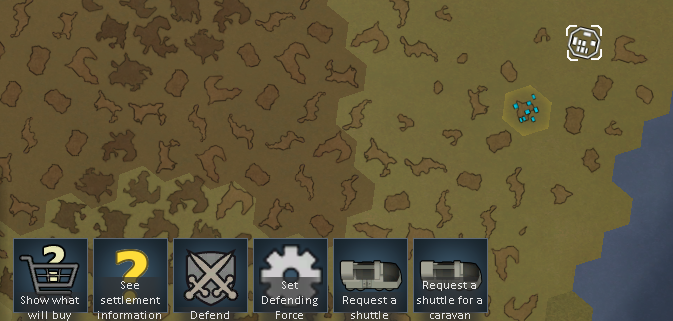 ?
Show what
will buy
?
See
settlement
information
Defend
Set
Defending
Force
Request a
shuttle
Request a
shuttle for a
caravan